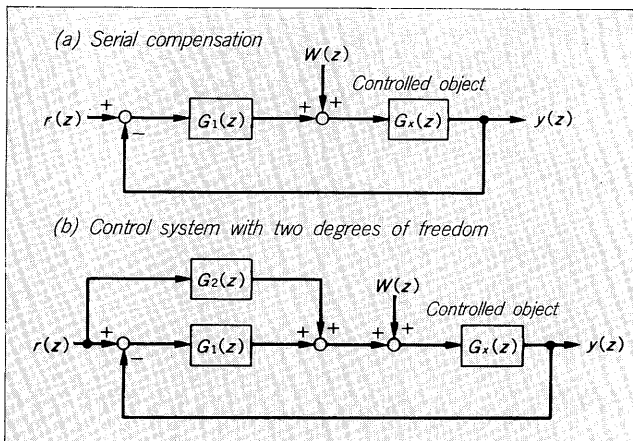 (a) Serial compensation
W(z)
Controlled object
r(z) + − G₁(z) + + Gₓ(z) y(z)
(b) Control system with two degrees of freedom
G₂(z)
W(z)
Controlled object
r(z) + − G₁(z) + + + + Gₓ(z) y(z)